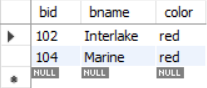 bid bname color
102 Interlake red
104 Marine red
NULL NULL NULL